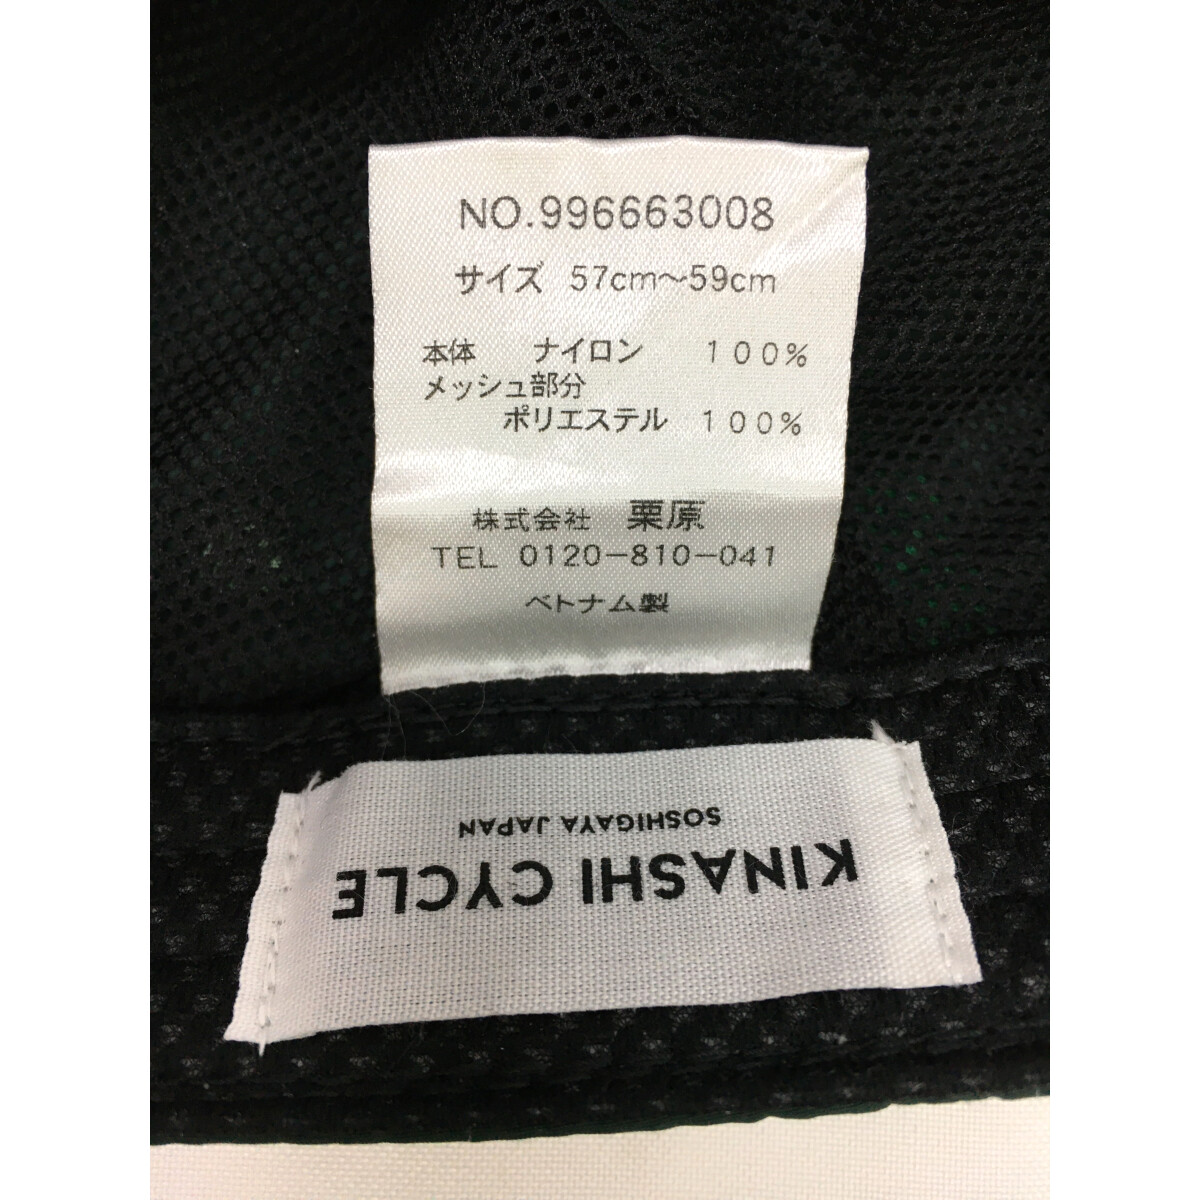 NO.996663008
サイズ 57cm～59cm
本体 ナイロン 100%
メッシュ部分
ポリエステル 100%
株式会社 栗原
TEL 0120-810-041
ベトナム製
KINASHI CYCLE
SOSHIGAYA JAPAN